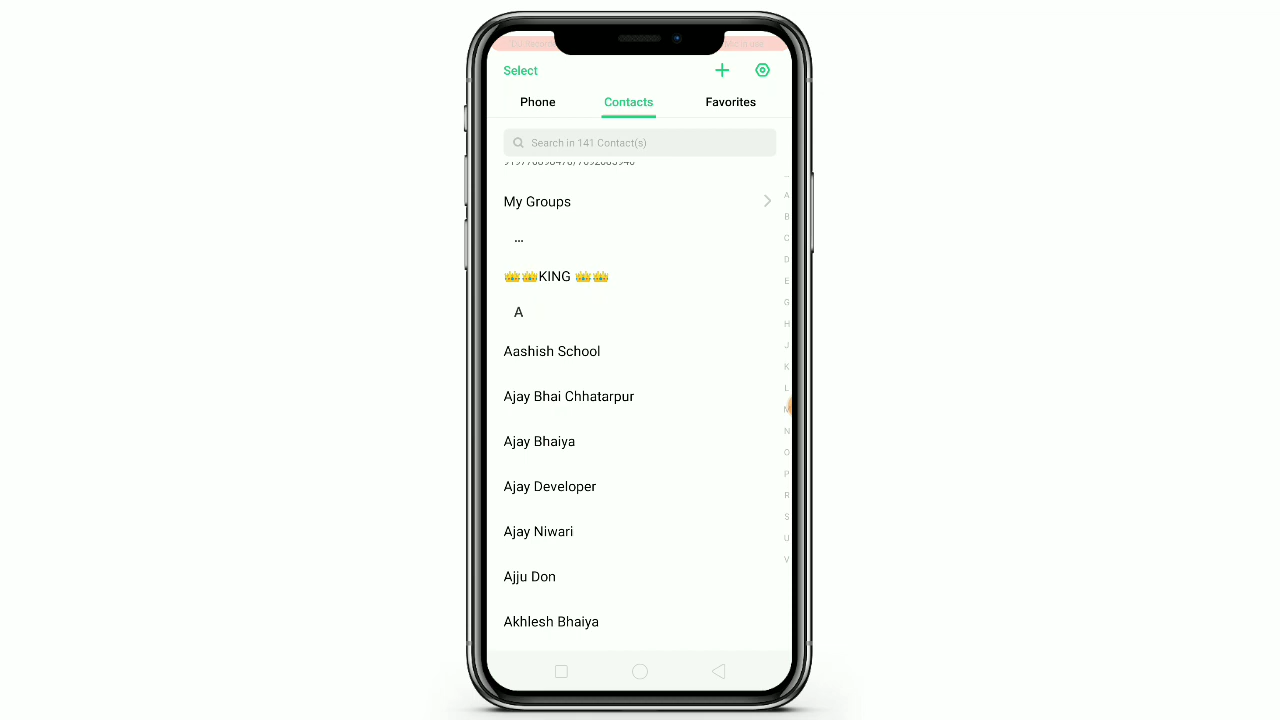 Select
Phone Contacts Favorites
Search in 141 Contact(s)
My Groups
...
👑👑KING 👑👑
A
Aashish School
Ajay Bhai Chhatarpur
Ajay Bhaiya
Ajay Developer
Ajay Niwari
Ajju Don
Akhlesh Bhaiya
...
A
B
C
D
E
G
H
J
K
L
M
N
O
P
R
S
U
V